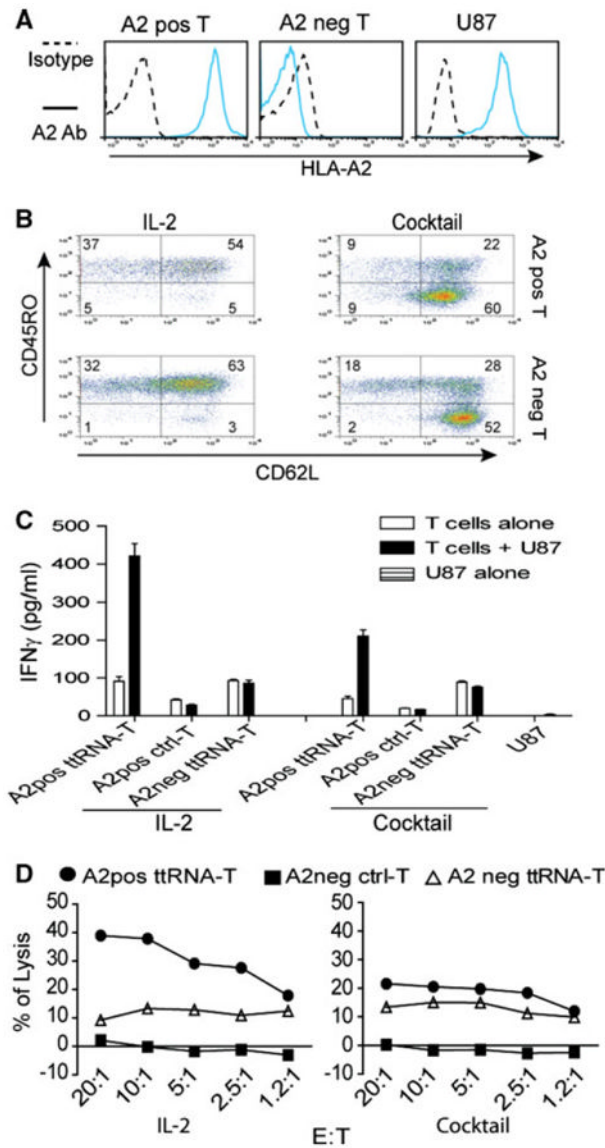 A
A2 pos T
A2 neg T
U87
Isotype
A2 Ab
HLA-A2
B
IL-2
Cocktail
37 54
5 5
9 22
9 60
A2 pos T
32 63
1 3
18 28
2 52
A2 neg T
CD45RO
CD62L
C
500
400
300
200
100
0
IFNγ (pg/ml)
T cells alone
T cells + U87
U87 alone
A2pos ttRNA-T
A2pos ctrl-T
A2neg ttRNA-T
A2pos ttRNA-T
A2pos ctrl-T
A2neg ttRNA-T
U87
IL-2
Cocktail
D
A2pos ttRNA-T
A2neg ctrl-T
A2 neg ttRNA-T
% of Lysis
50
40
30
20
10
0
-10
20:1
10:1
5:1
2.5:1
1.2:1
IL-2
50
40
30
20
10
0
-10
20:1
10:1
5:1
2.5:1
1.2:1
Cocktail
E:T